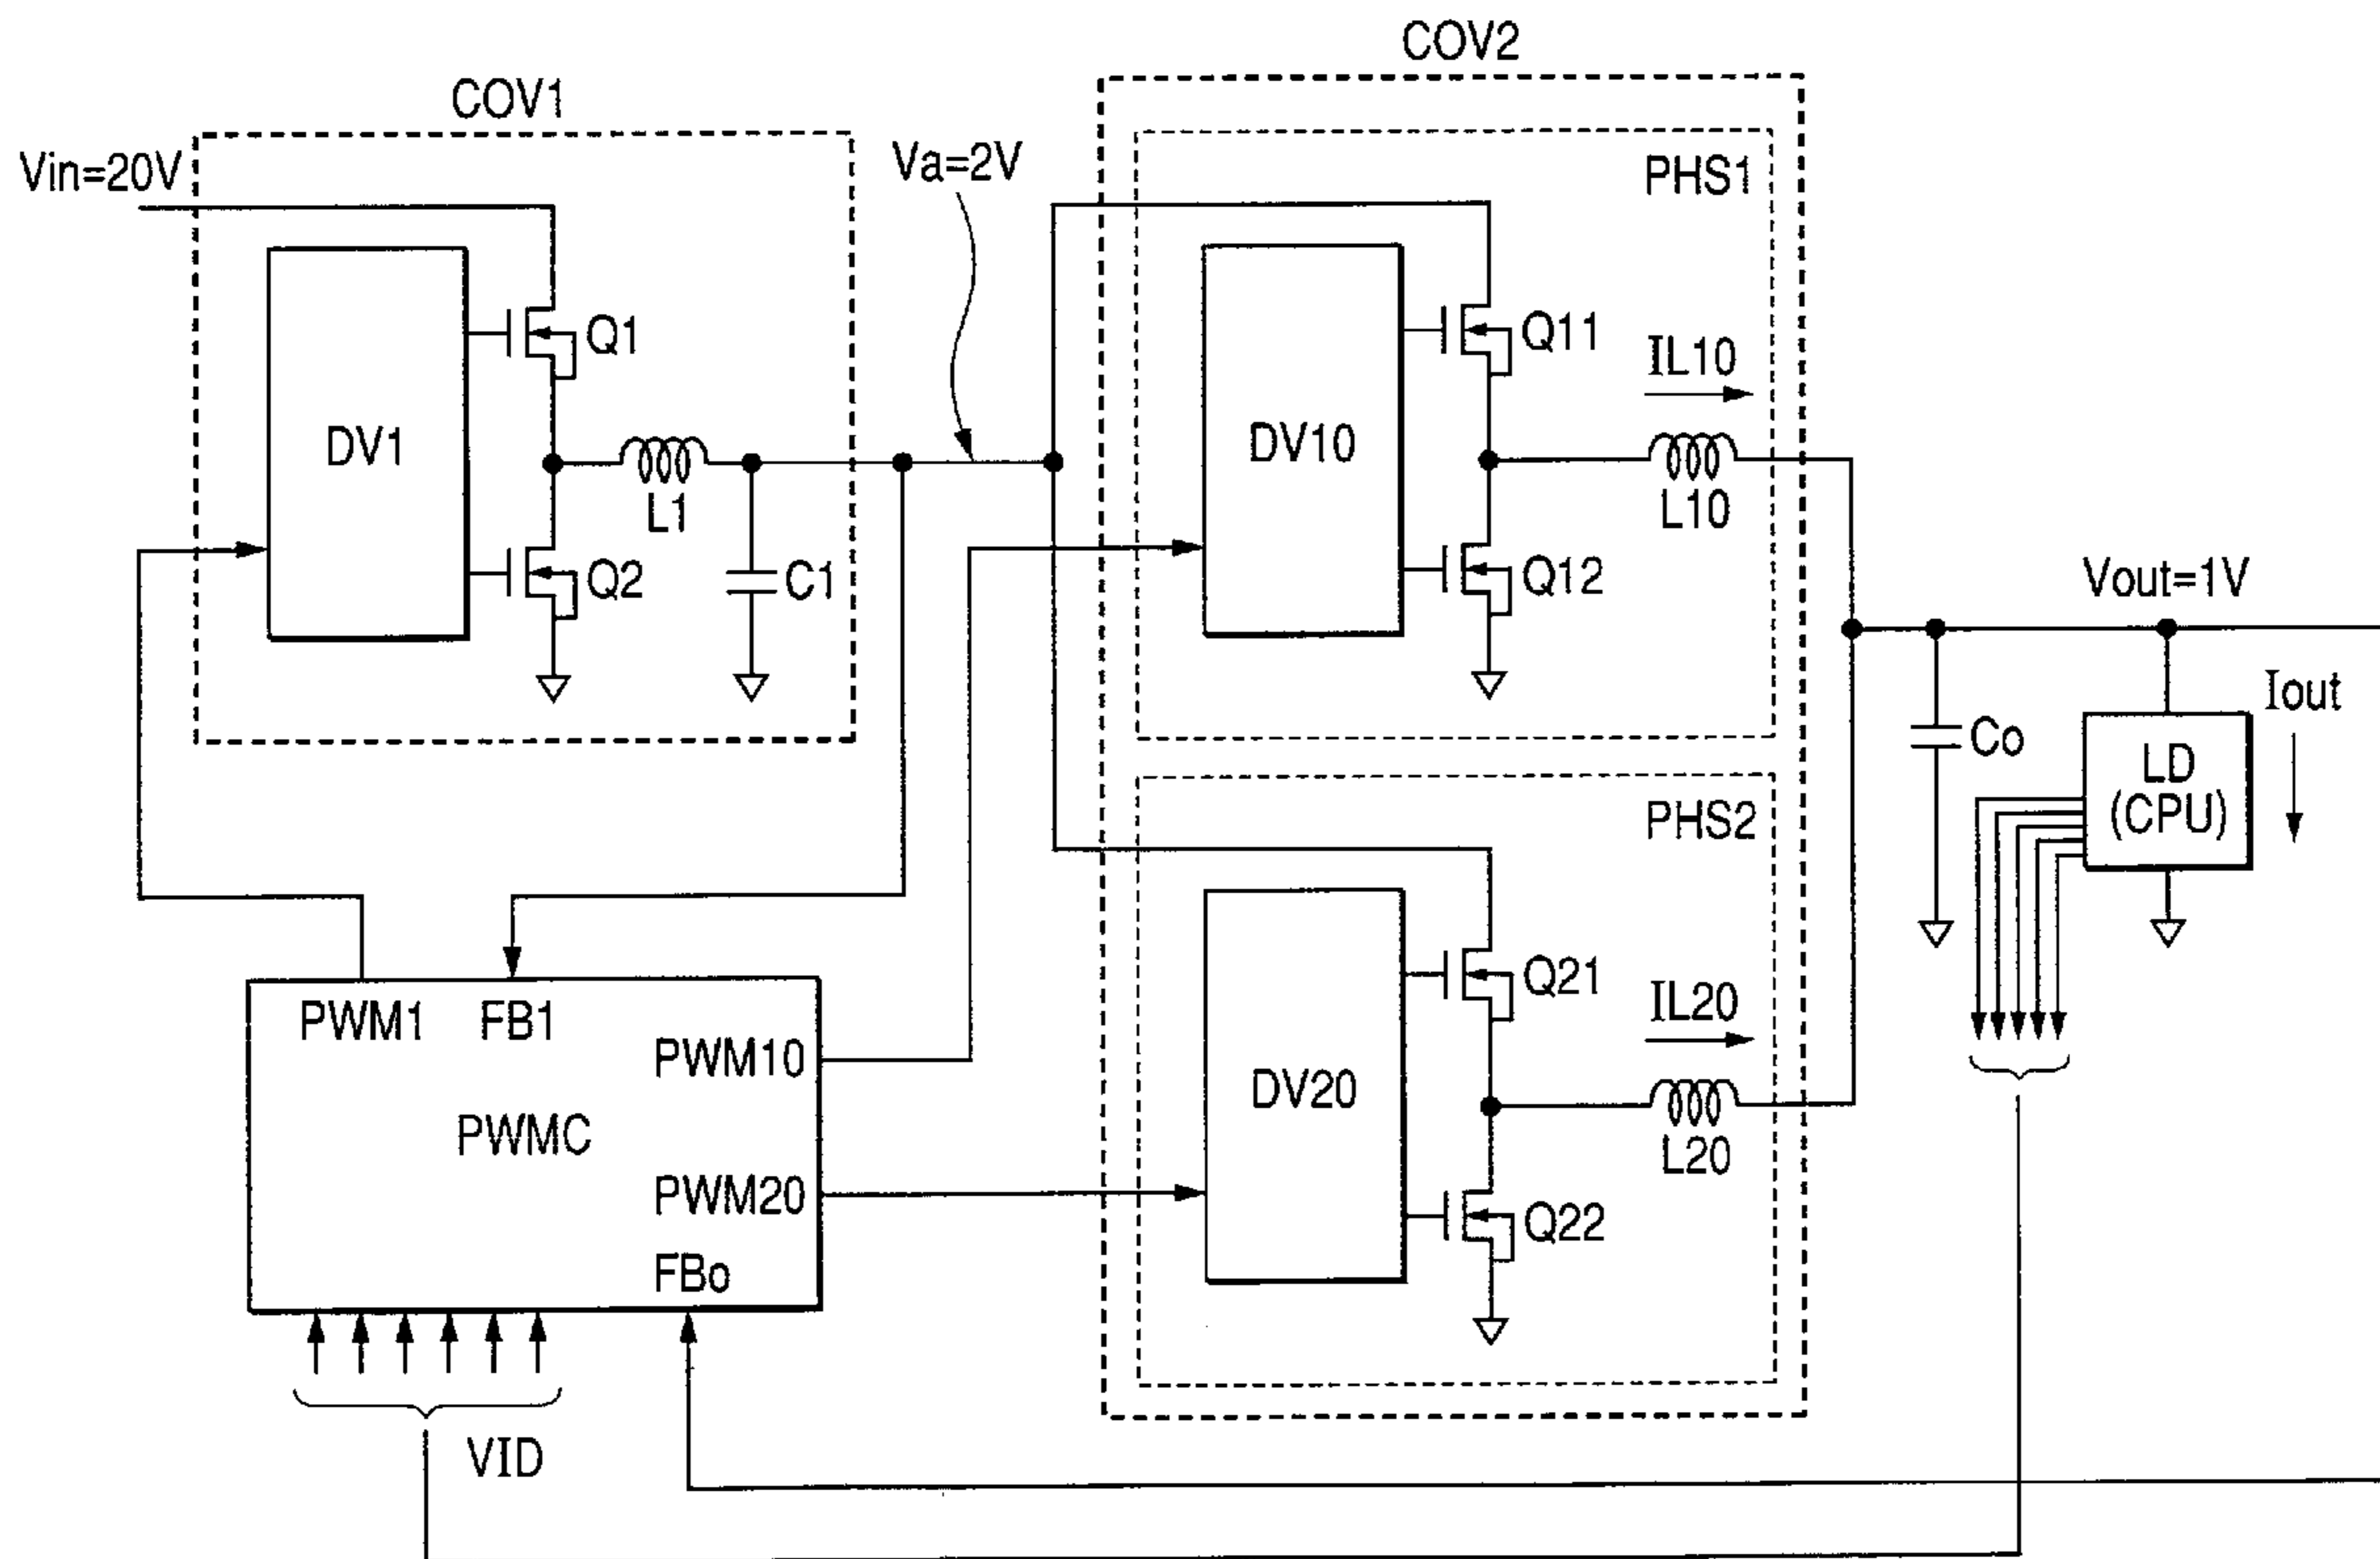 COV2
COV1
Vin=20V
Va=2V
PHS1
Q1
Q11
IL10
DV1
DV10
L1
L10
Q2
C1
Q12
Vout=1V
Iout
Co
LD
(CPU)
PHS2
Q21
IL20
PWM1
FB1
PWM10
DV20
PWMC
L20
PWM20
Q22
FBo
VID